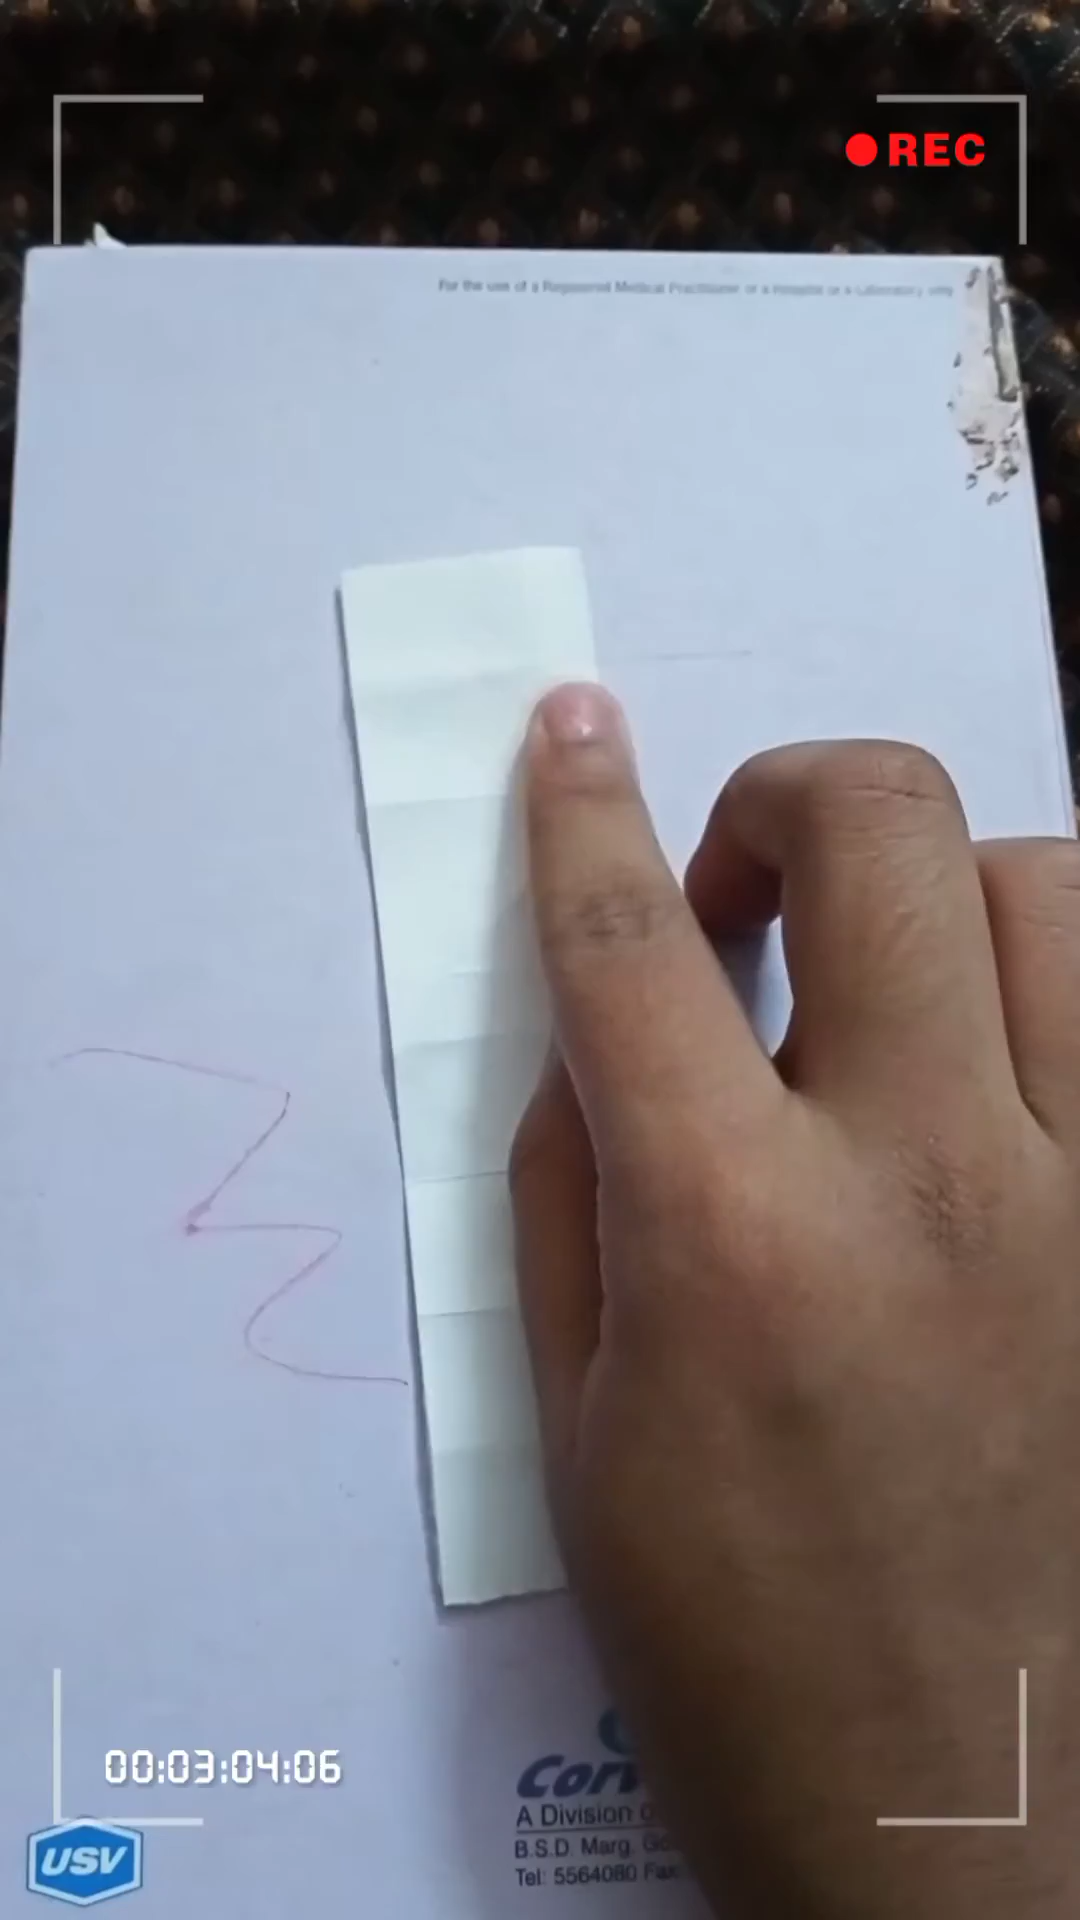 REC
For the use of a Registered Medical Practitioner or a Hospital or a Laboratory only
00:03:04:06
A Division
B.S.D. Marg,
Tel: 5564080 Fax:
USV